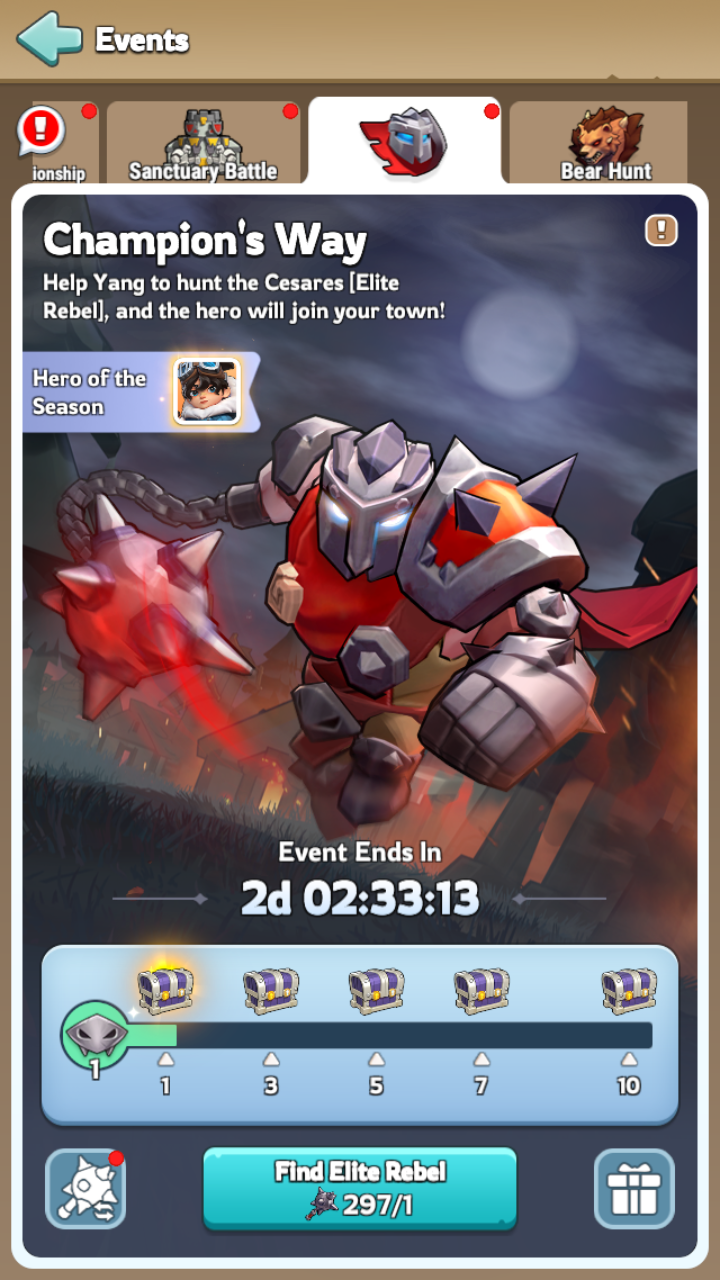 Events
ionship
Sanctuary Battle
Bear Hunt
Champion's Way
Help Yang to hunt the Cesares [Elite
Rebel], and the hero will join your town!
Hero of the
Season
Event Ends In
2d 02:33:13
1
1 3 5 7 10
Find Elite Rebel
297/1